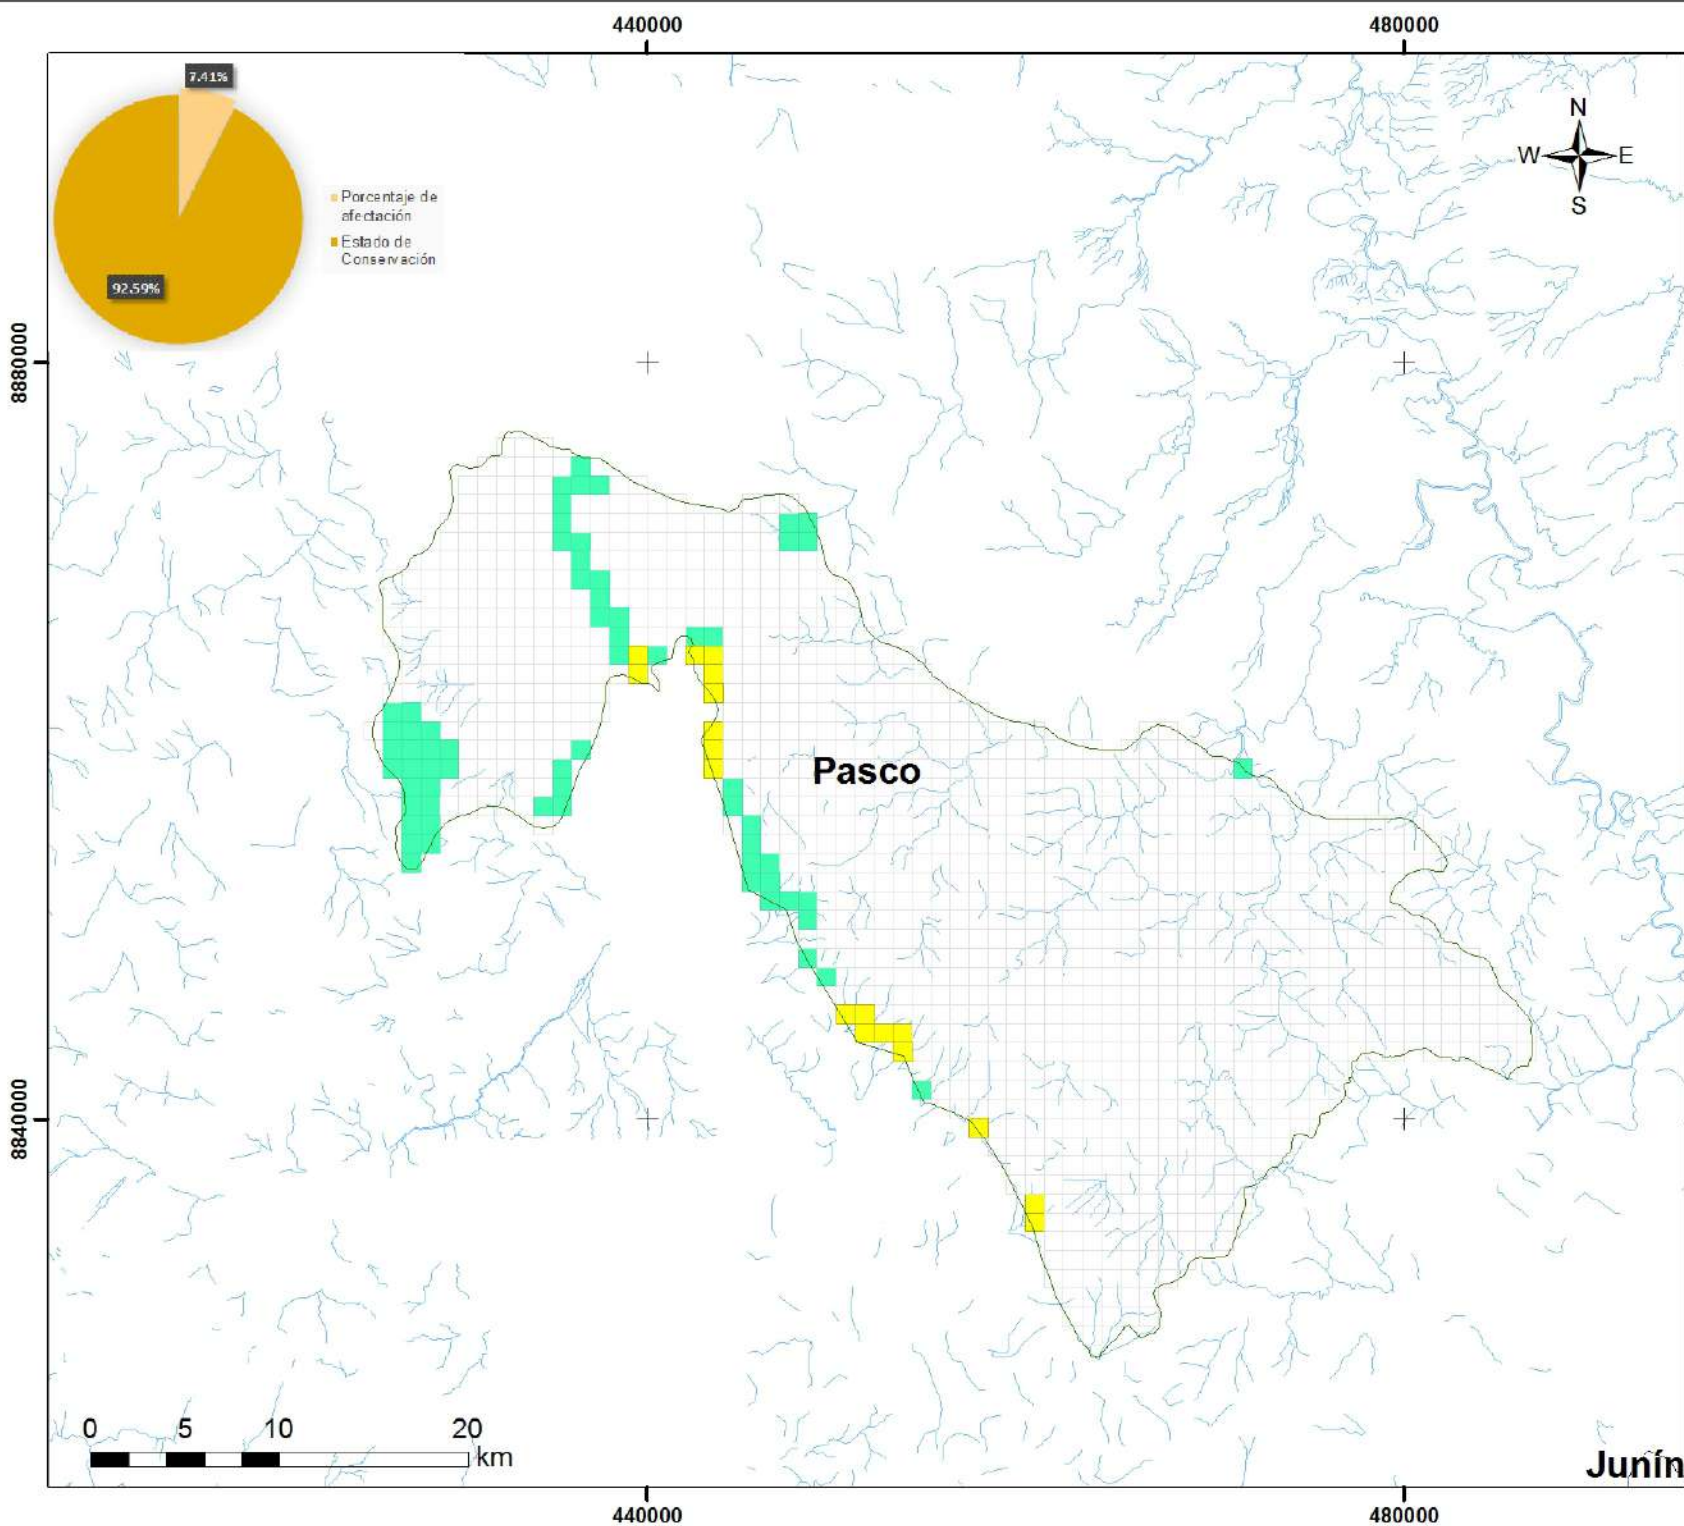 440000
480000
7.41%
N
W
E
S
Porcentaje de
afectación
Estado de
Conservación
92.59%
8880000
Pasco
8840000
0
5
10
20
km
Junín
440000
480000